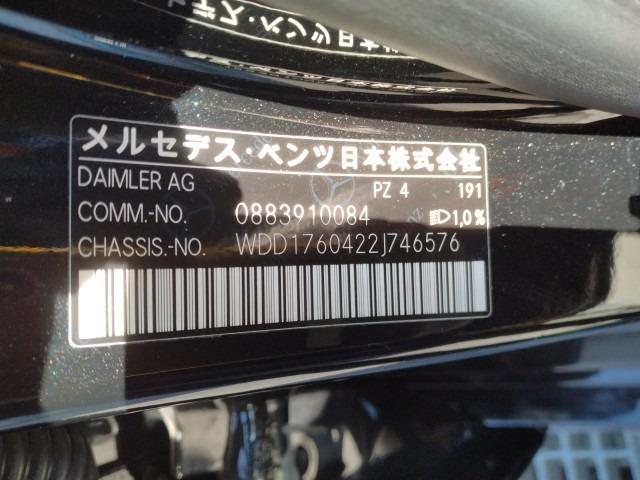 メルセデス・ベンツ日本株式会社
DAIMLER AG PZ 4 191
COMM.-NO. 0883910084 1,0%
CHASSIS.-NO. WDD1760422J746576